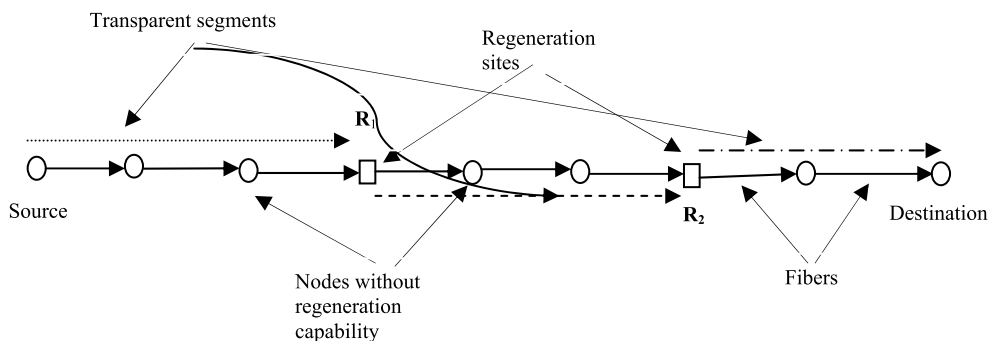 Transparent segments
Regeneration
sites
R1
Source
R2
Destination
Nodes without
regeneration
capability
Fibers